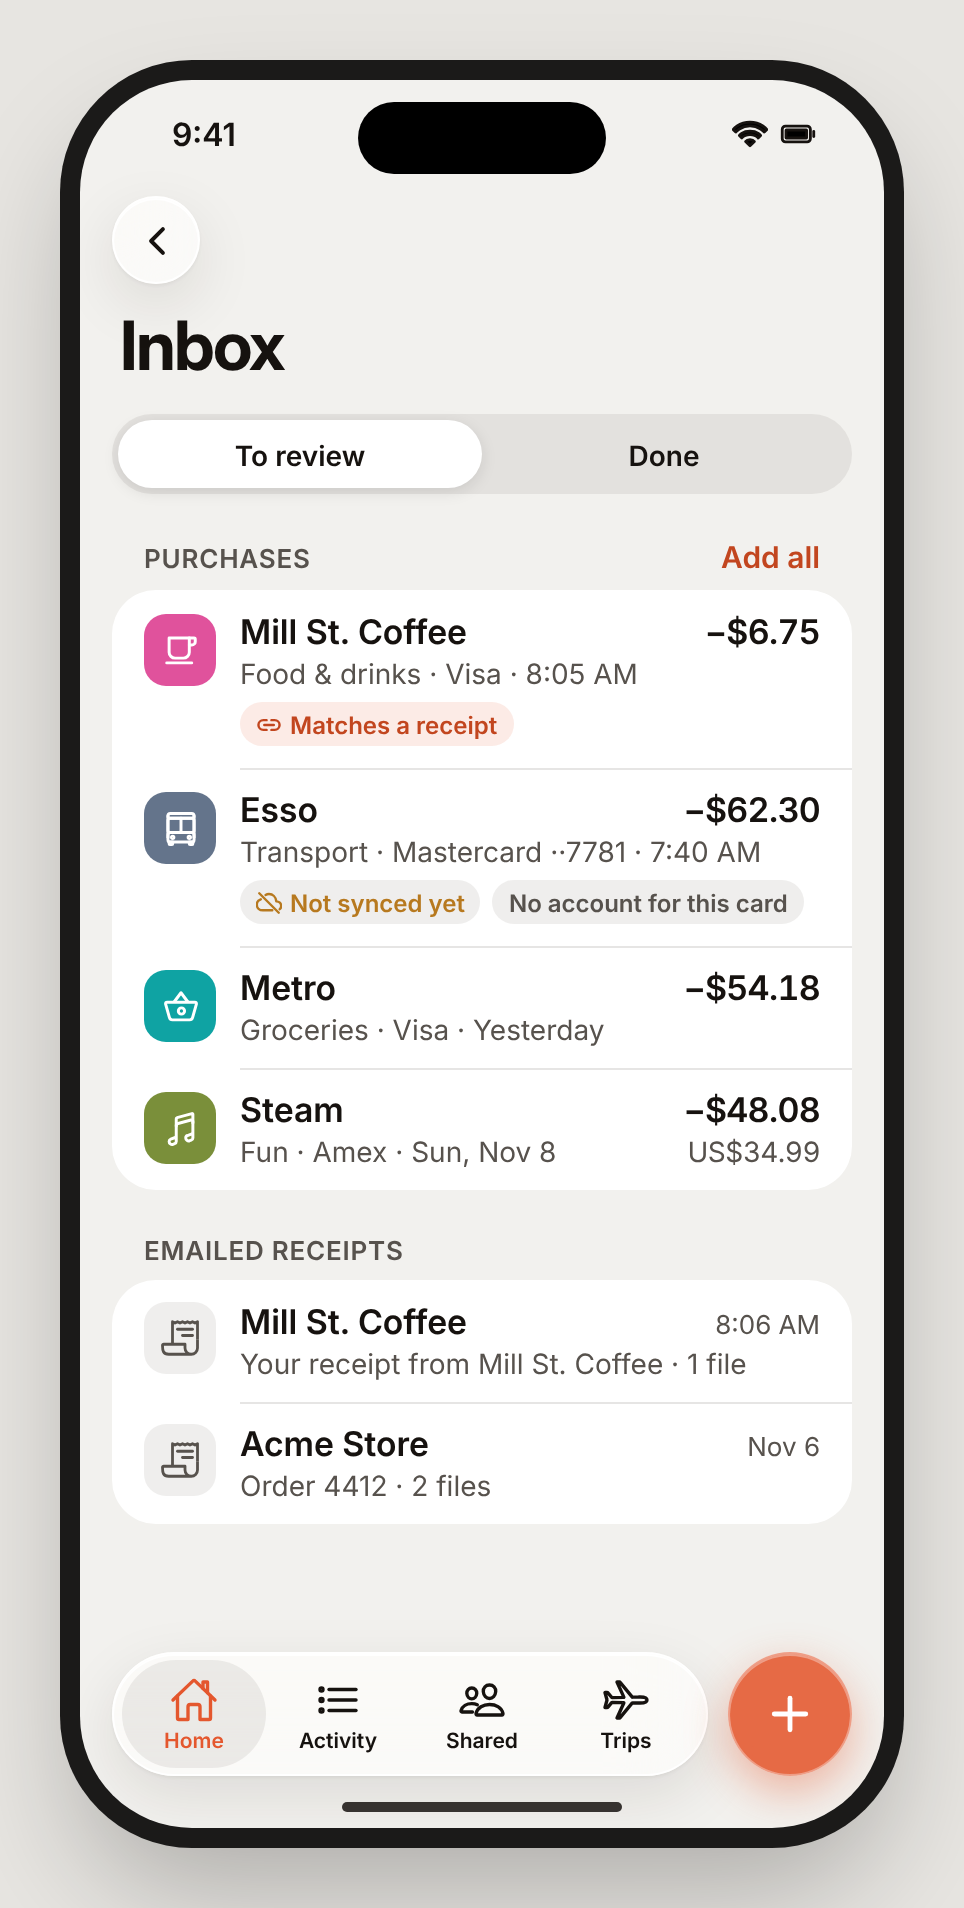 9:41
Inbox
To review
Done
PURCHASES
Add all
Mill St. Coffee
–$6.75
Food & drinks · Visa · 8:05 AM
Matches a receipt
Esso
–$62.30
Transport · Mastercard ··7781 · 7:40 AM
Not synced yet
No account for this card
Metro
–$54.18
Groceries · Visa · Yesterday
Steam
–$48.08
Fun · Amex · Sun, Nov 8
US$34.99
EMAILED RECEIPTS
Mill St. Coffee
8:06 AM
Your receipt from Mill St. Coffee · 1 file
Acme Store
Nov 6
Order 4412 · 2 files
Home
Activity
Shared
Trips